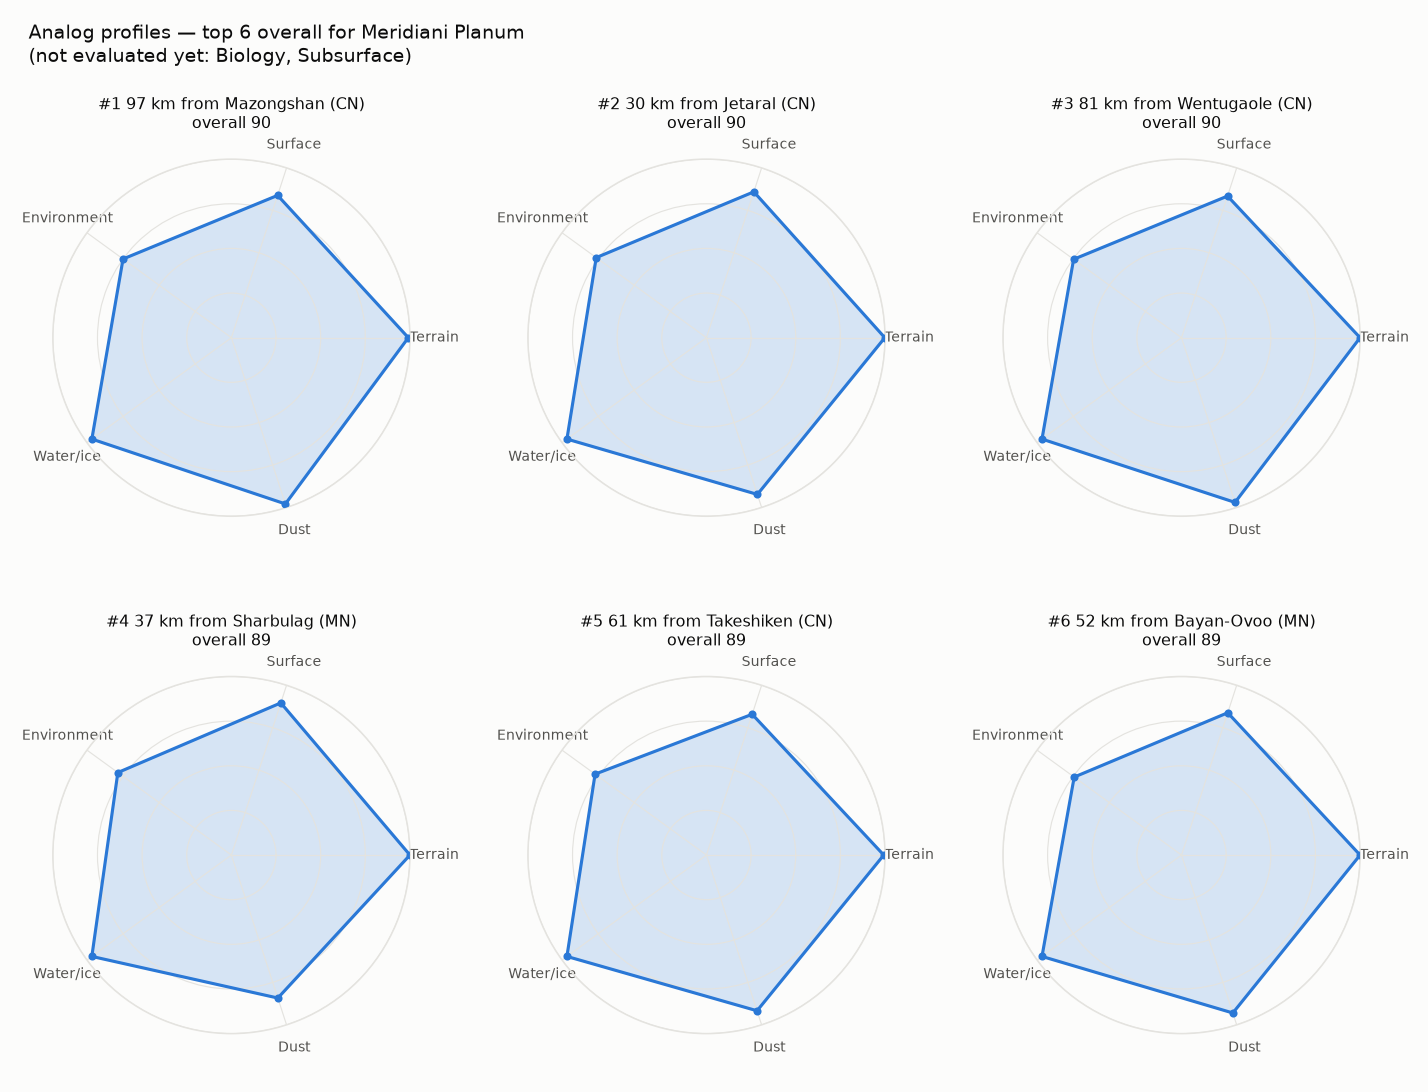 Analog profiles — top 6 overall for Meridiani Planum
(not evaluated yet: Biology, Subsurface)
#1 97 km from Mazongshan (CN)
overall 90
Surface
Environment
Terrain
Water/ice
Dust
#2 30 km from Jetaral (CN)
overall 90
Surface
Environment
Terrain
Water/ice
Dust
#3 81 km from Wentugaole (CN)
overall 90
Surface
Environment
Terrain
Water/ice
Dust
#4 37 km from Sharbulag (MN)
overall 89
Surface
Environment
Terrain
Water/ice
Dust
#5 61 km from Takeshiken (CN)
overall 89
Surface
Environment
Terrain
Water/ice
Dust
#6 52 km from Bayan-Ovoo (MN)
overall 89
Surface
Environment
Terrain
Water/ice
Dust